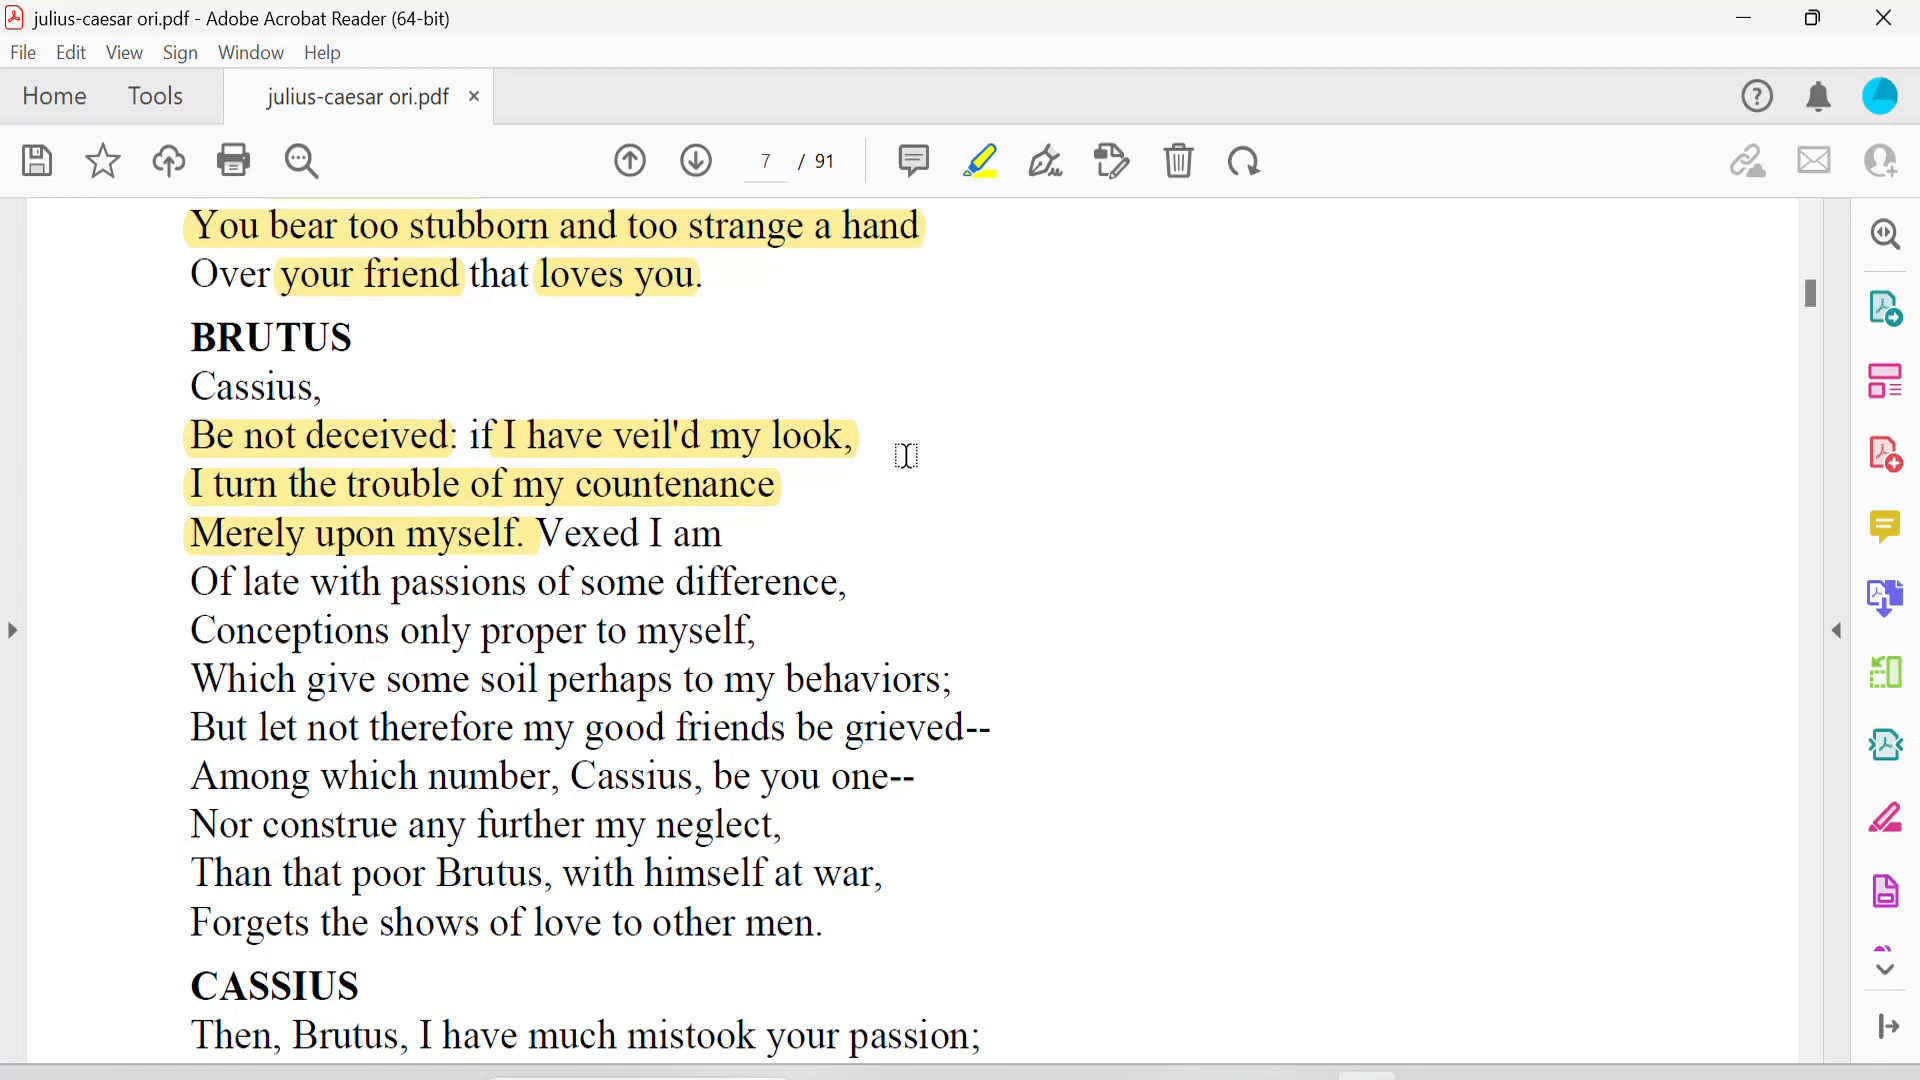 julius-caesar ori.pdf - Adobe Acrobat Reader (64-bit)
File Edit View Sign Window Help
Home Tools julius-caesar ori.pdf ×
7 / 91
You bear too stubborn and too strange a hand
Over your friend that loves you.
BRUTUS
Cassius,
Be not deceived: if I have veil'd my look,
I turn the trouble of my countenance
Merely upon myself. Vexed I am
Of late with passions of some difference,
Conceptions only proper to myself,
Which give some soil perhaps to my behaviors;
But let not therefore my good friends be grieved--
Among which number, Cassius, be you one--
Nor construe any further my neglect,
Than that poor Brutus, with himself at war,
Forgets the shows of love to other men.
CASSIUS
Then, Brutus, I have much mistook your passion;